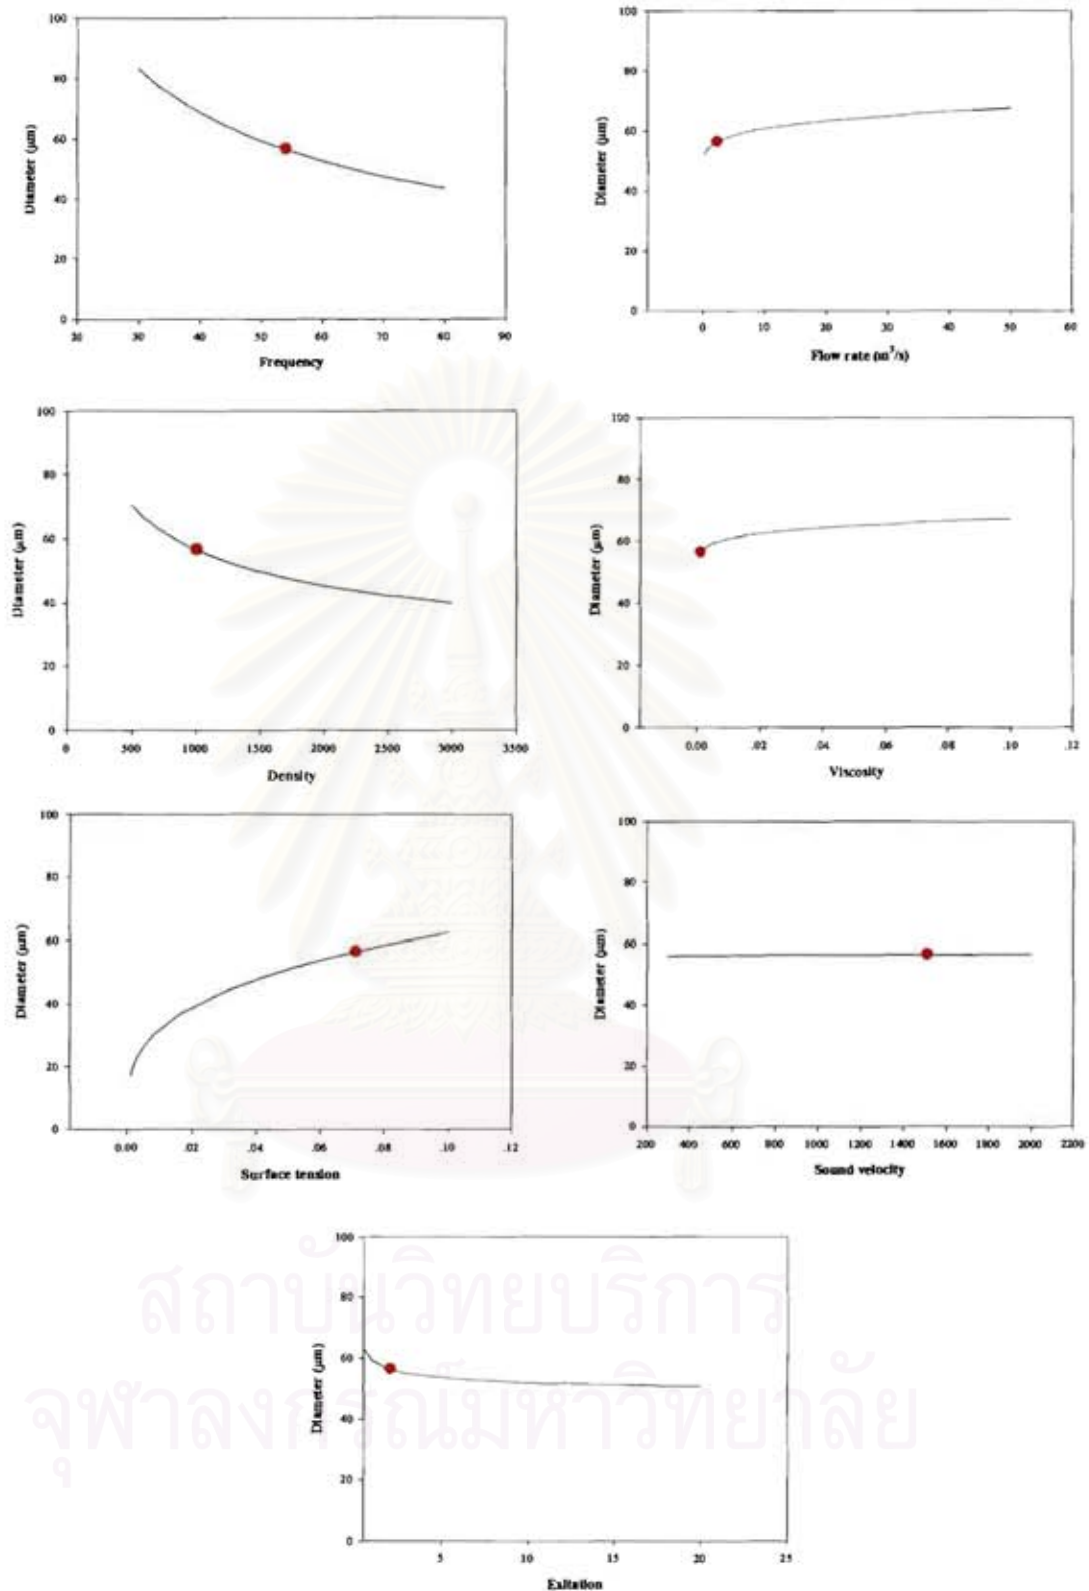 100
80
60
40
20
0
20 30 40 50 60 70 80 90
Diameter (μm)
Frequency
100
80
60
40
20
0
0 10 20 30 40 50 60
Diameter (μm)
Flow rate (m³/s)
100
80
60
40
20
0
0 500 1000 1500 2000 2500 3000 3500
Diameter (μm)
Density
100
80
60
40
20
0
0.00 .02 .04 .06 .08 .10 .12
Diameter (μm)
Viscosity
100
80
60
40
20
0
0.00 .02 .04 .06 .08 .10 .12
Diameter (μm)
Surface tension
100
80
60
40
20
0
200 400 600 800 1000 1200 1400 1600 1800 2000 2200
Diameter (μm)
Sound velocity
100
80
60
40
20
0
5 10 15 20 25
Diameter (μm)
Exitation
สถาบันวิทยบริการ
จุฬาลงกรณ์มหาวิทยาลัย